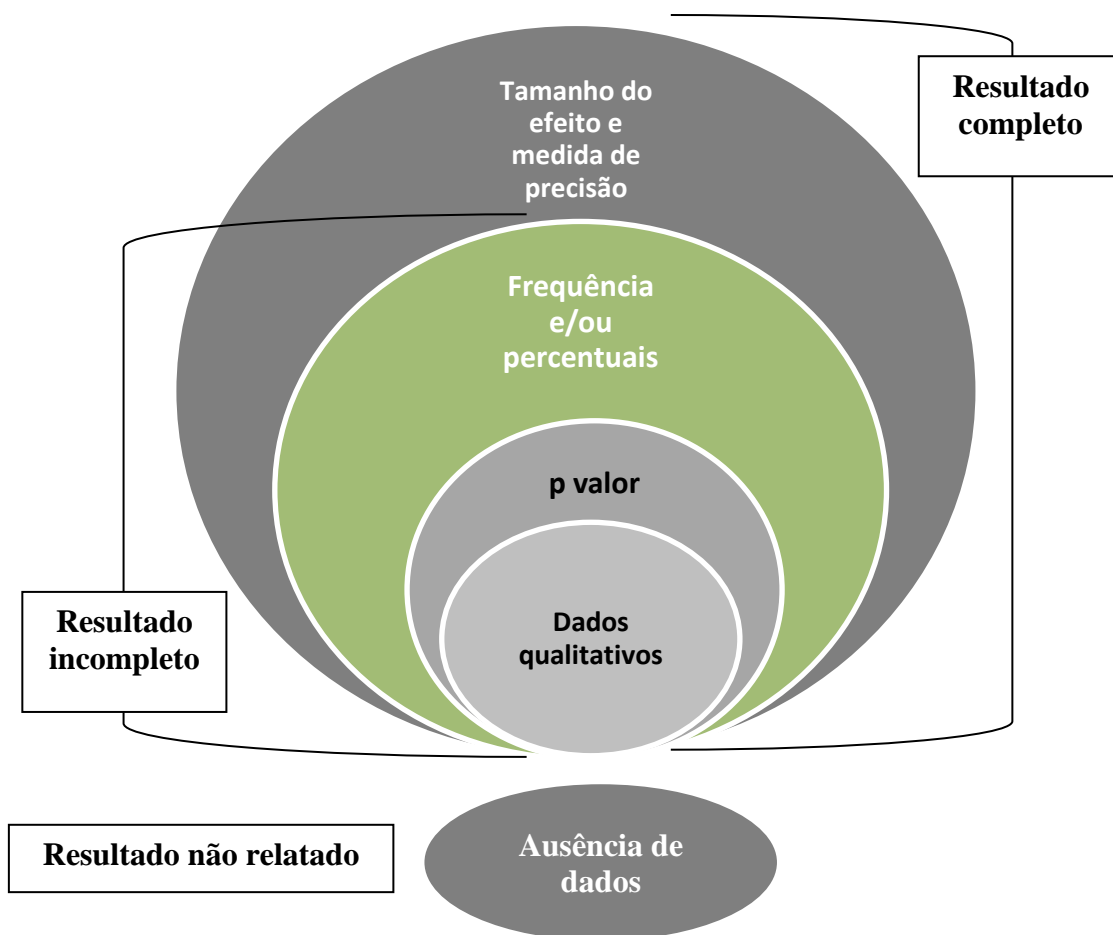 Resultado
completo
Tamanho do
efeito e
medida de
precisão
Frequência
e/ou
percentuais
p valor
Resultado
incompleto
Dados
qualitativos
Resultado não relatado
Ausência de
dados